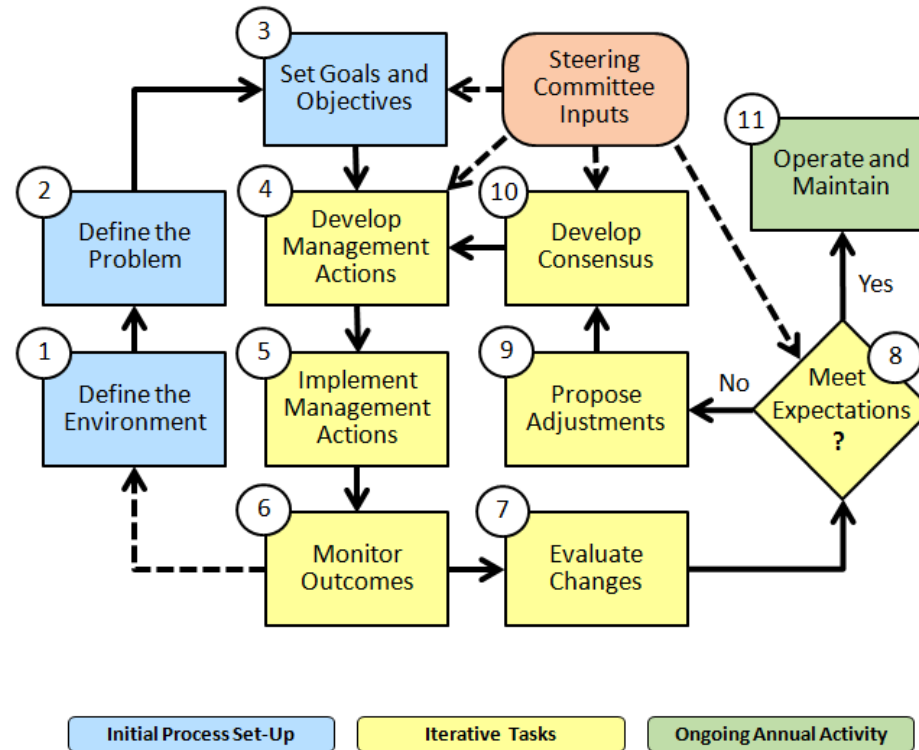 3
Set Goals and
Objectives
Steering
Committee
Inputs
11
Operate and
Maintain
2
Define the
Problem
4
Develop
Management
Actions
10
Develop
Consensus
Yes
1
Define the
Environment
5
Implement
Management
Actions
9
Propose
Adjustments
No
8
Meet
Expectations
?
6
Monitor
Outcomes
7
Evaluate
Changes
Initial Process Set-Up
Iterative Tasks
Ongoing Annual Activity